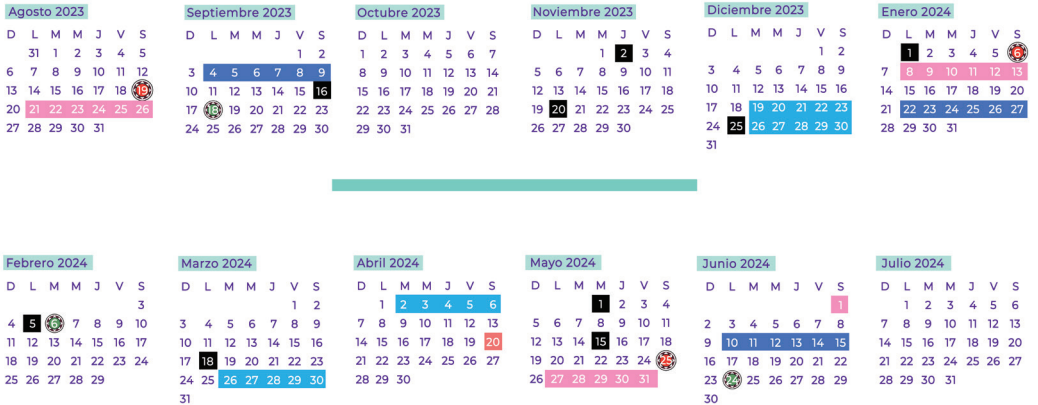 Agosto 2023
D L M M J V S
31 1 2 3 4 5
6 7 8 9 10 11 12
13 14 15 16 17 18 19
20 21 22 23 24 25 26
27 28 29 30 31
Septiembre 2023
D L M M J V S
1 2
3 4 5 6 7 8 9
10 11 12 13 14 15 16
17 18 19 20 21 22 23
24 25 26 27 28 29 30
Octubre 2023
D L M M J V S
1 2 3 4 5 6 7
8 9 10 11 12 13 14
15 16 17 18 19 20 21
22 23 24 25 26 27 28
29 30 31
Noviembre 2023
D L M M J V S
1 2 3 4
5 6 7 8 9 10 11
12 13 14 15 16 17 18
19 20 21 22 23 24 25
26 27 28 29 30
Diciembre 2023
D L M M J V S
1 2
3 4 5 6 7 8 9
10 11 12 13 14 15 16
17 18 19 20 21 22 23
24 25 26 27 28 29 30
31
Enero 2024
D L M M J V S
1 2 3 4 5 6
7 8 9 10 11 12 13
14 15 16 17 18 19 20
21 22 23 24 25 26 27
28 29 30 31
Febrero 2024
D L M M J V S
3
4 5 6 7 8 9 10
11 12 13 14 15 16 17
18 19 20 21 22 23 24
25 26 27 28 29
Marzo 2024
D L M M J V S
1 2
3 4 5 6 7 8 9
10 11 12 13 14 15 16
17 18 19 20 21 22 23
24 25 26 27 28 29 30
31
Abril 2024
D L M M J V S
1 2 3 4 5 6
7 8 9 10 11 12 13
14 15 16 17 18 19 20
21 22 23 24 25 26 27
28 29 30
Mayo 2024
D L M M J V S
1 2 3 4
5 6 7 8 9 10 11
12 13 14 15 16 17 18
19 20 21 22 23 24 25
26 27 28 29 30 31
Junio 2024
D L M M J V S
1
2 3 4 5 6 7 8
9 10 11 12 13 14 15
16 17 18 19 20 21 22
23 24 25 26 27 28 29
30
Julio 2024
D L M M J V S
1 2 3 4 5 6
7 8 9 10 11 12 13
14 15 16 17 18 19 20
21 22 23 24 25 26 27
28 29 30 31